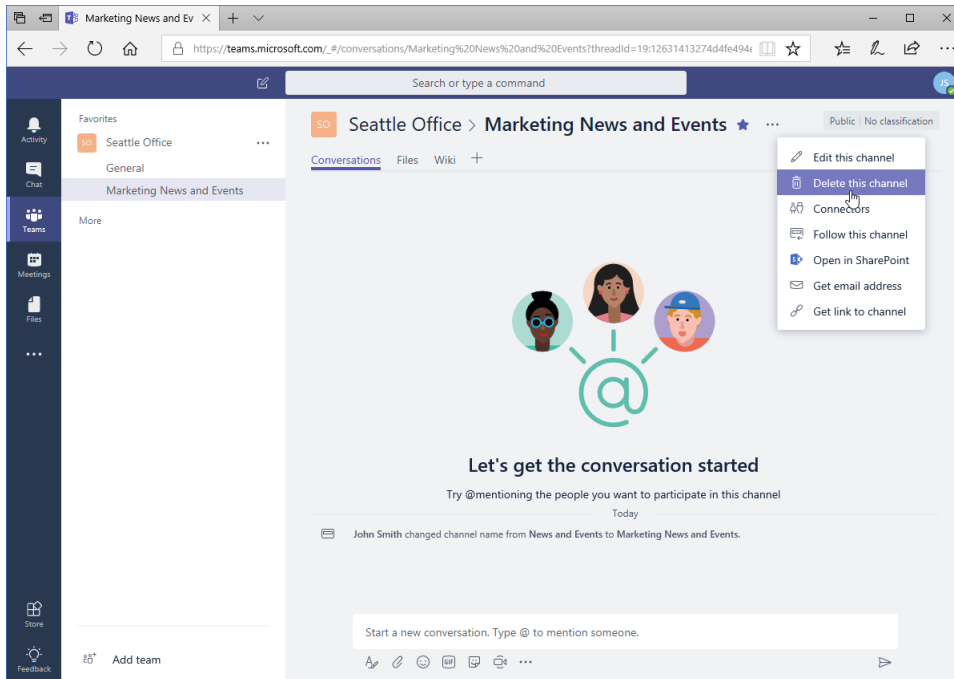 Marketing News and Ev
https://teams.microsoft.com/_#/conversations/Marketing%20News%20and%20Events?threadId=19:12631413274d4fe494e
Search or type a command
JS
Activity
Chat
Teams
Meetings
Files
Store
Feedback
Favorites
SO Seattle Office
General
Marketing News and Events
More
Add team
SO Seattle Office > Marketing News and Events
Public No classification
Conversations Files Wiki
Edit this channel
Delete this channel
Connectors
Follow this channel
Open in SharePoint
Get email address
Get link to channel
@
Let's get the conversation started
Try @mentioning the people you want to participate in this channel
Today
John Smith changed channel name from News and Events to Marketing News and Events.
Start a new conversation. Type @ to mention someone.
GIF